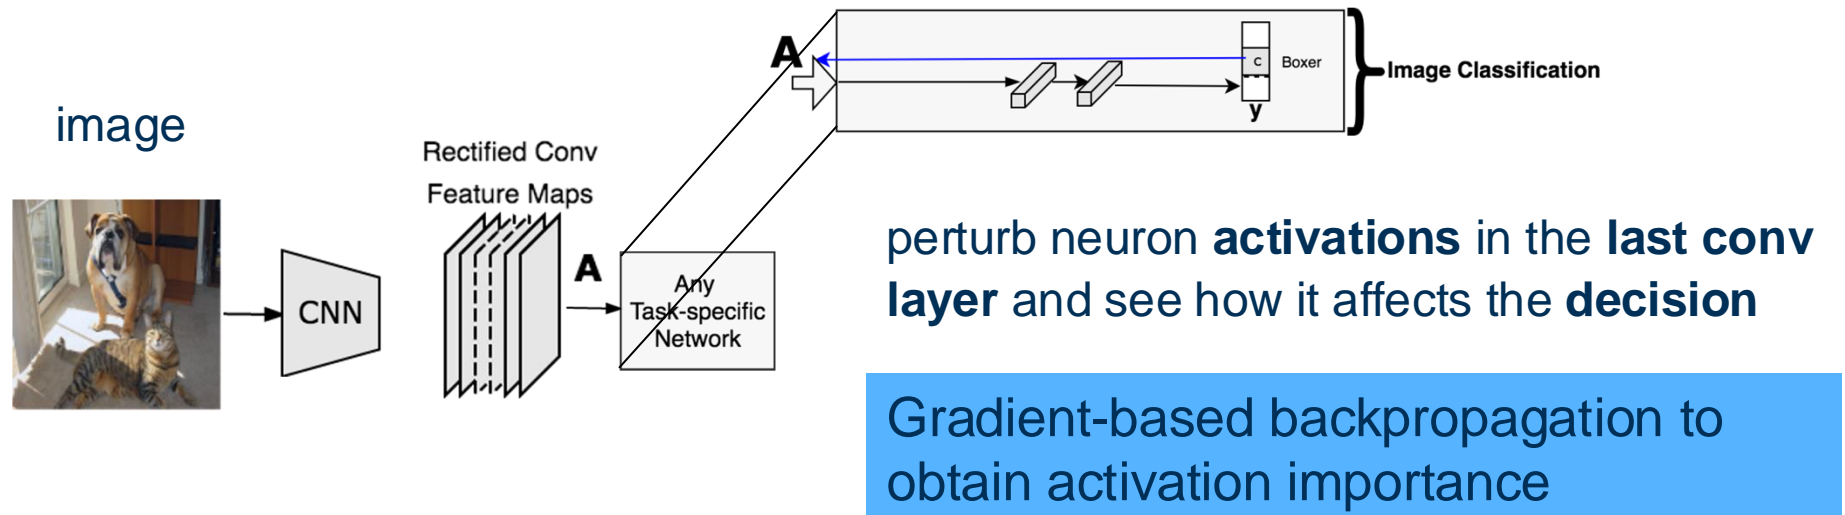 image
CNN
Rectified Conv
Feature Maps
A
Any
Task-specific
Network
A
c
Boxer
y
Image Classification
perturb neuron activations in the last conv
layer and see how it affects the decision
Gradient-based backpropagation to
obtain activation importance